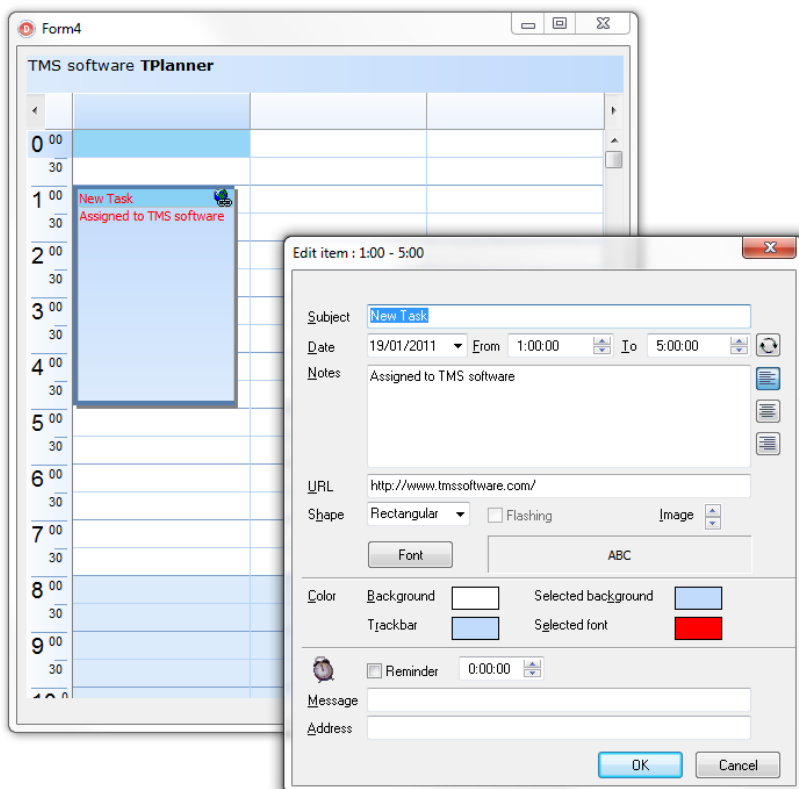 Form4
TMS software TPlanner
0 00
30
1 00
New Task
Assigned to TMS software
30
2 00
30
3 00
30
4 00
30
5 00
30
6 00
30
7 00
30
8 00
30
9 00
30
Edit item : 1:00 - 5:00
Subject New Task
Date 19/01/2011 From 1:00:00 To 5:00:00
Notes Assigned to TMS software
URL http://www.tmssoftware.com/
Shape Rectangular Flashing Image
Font ABC
Color Background Selected background
Trackbar Selected font
Reminder 0:00:00
Message
Address
OK Cancel